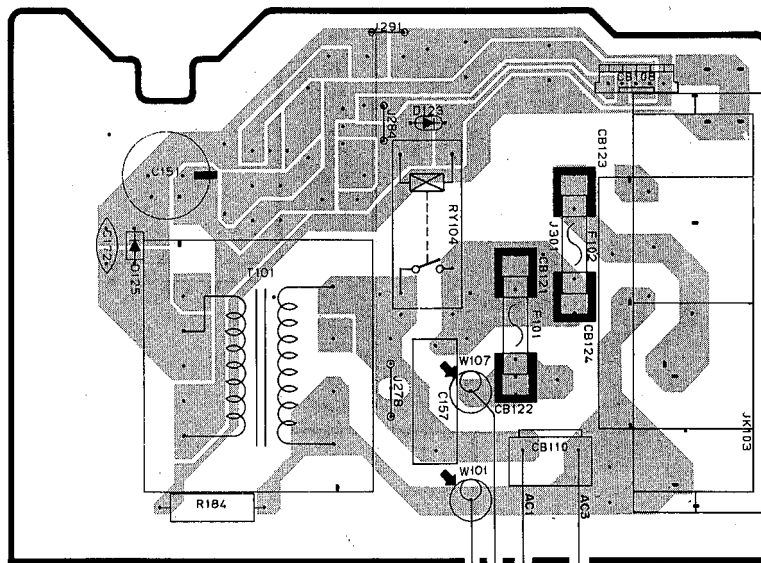 J291
CB108
D123
J284
CB123
C151
RY104
J301
F102
C172
D125
CB121
T101
F101
CB124
W107
J278
C157
CB122
JK103
CB110
W101
R184
AC1
AC3